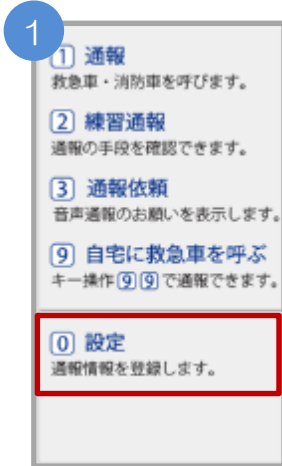 1
1 通報
救急車・消防車を呼びます。
2 練習通報
通報の手段を確認できます。
3 通報依頼
音声通報のお願いを表示します。
9 自宅に救急車を呼ぶ
キー操作99で通報できます。
0 設定
通報情報を登録します。